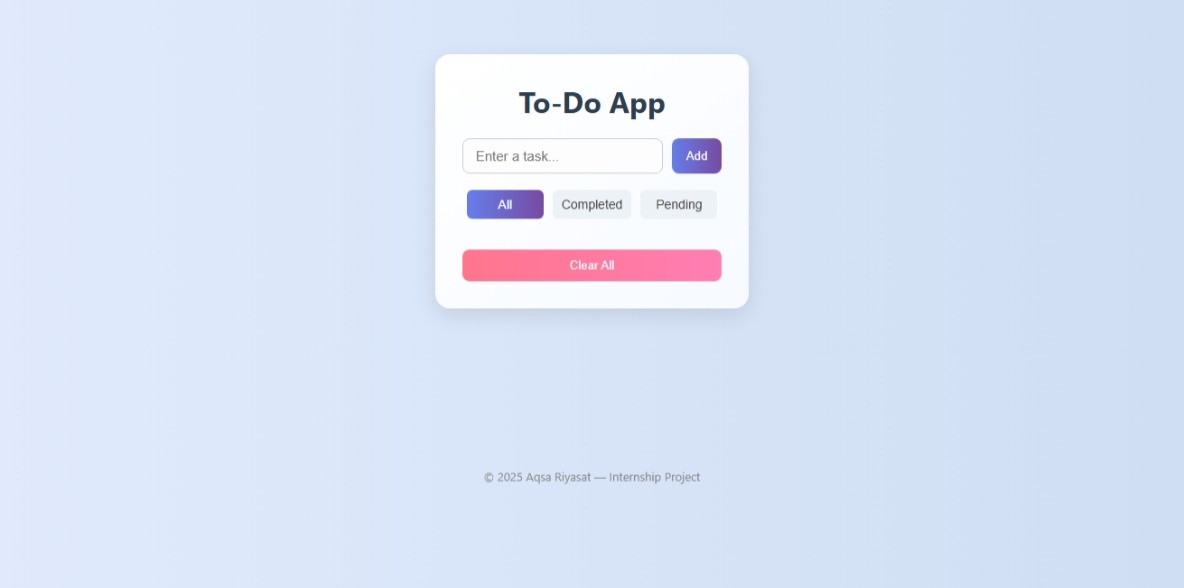 To-Do App
Enter a task...
Add
All Completed Pending
Clear All
© 2025 Aqsa Riyasat — Internship Project